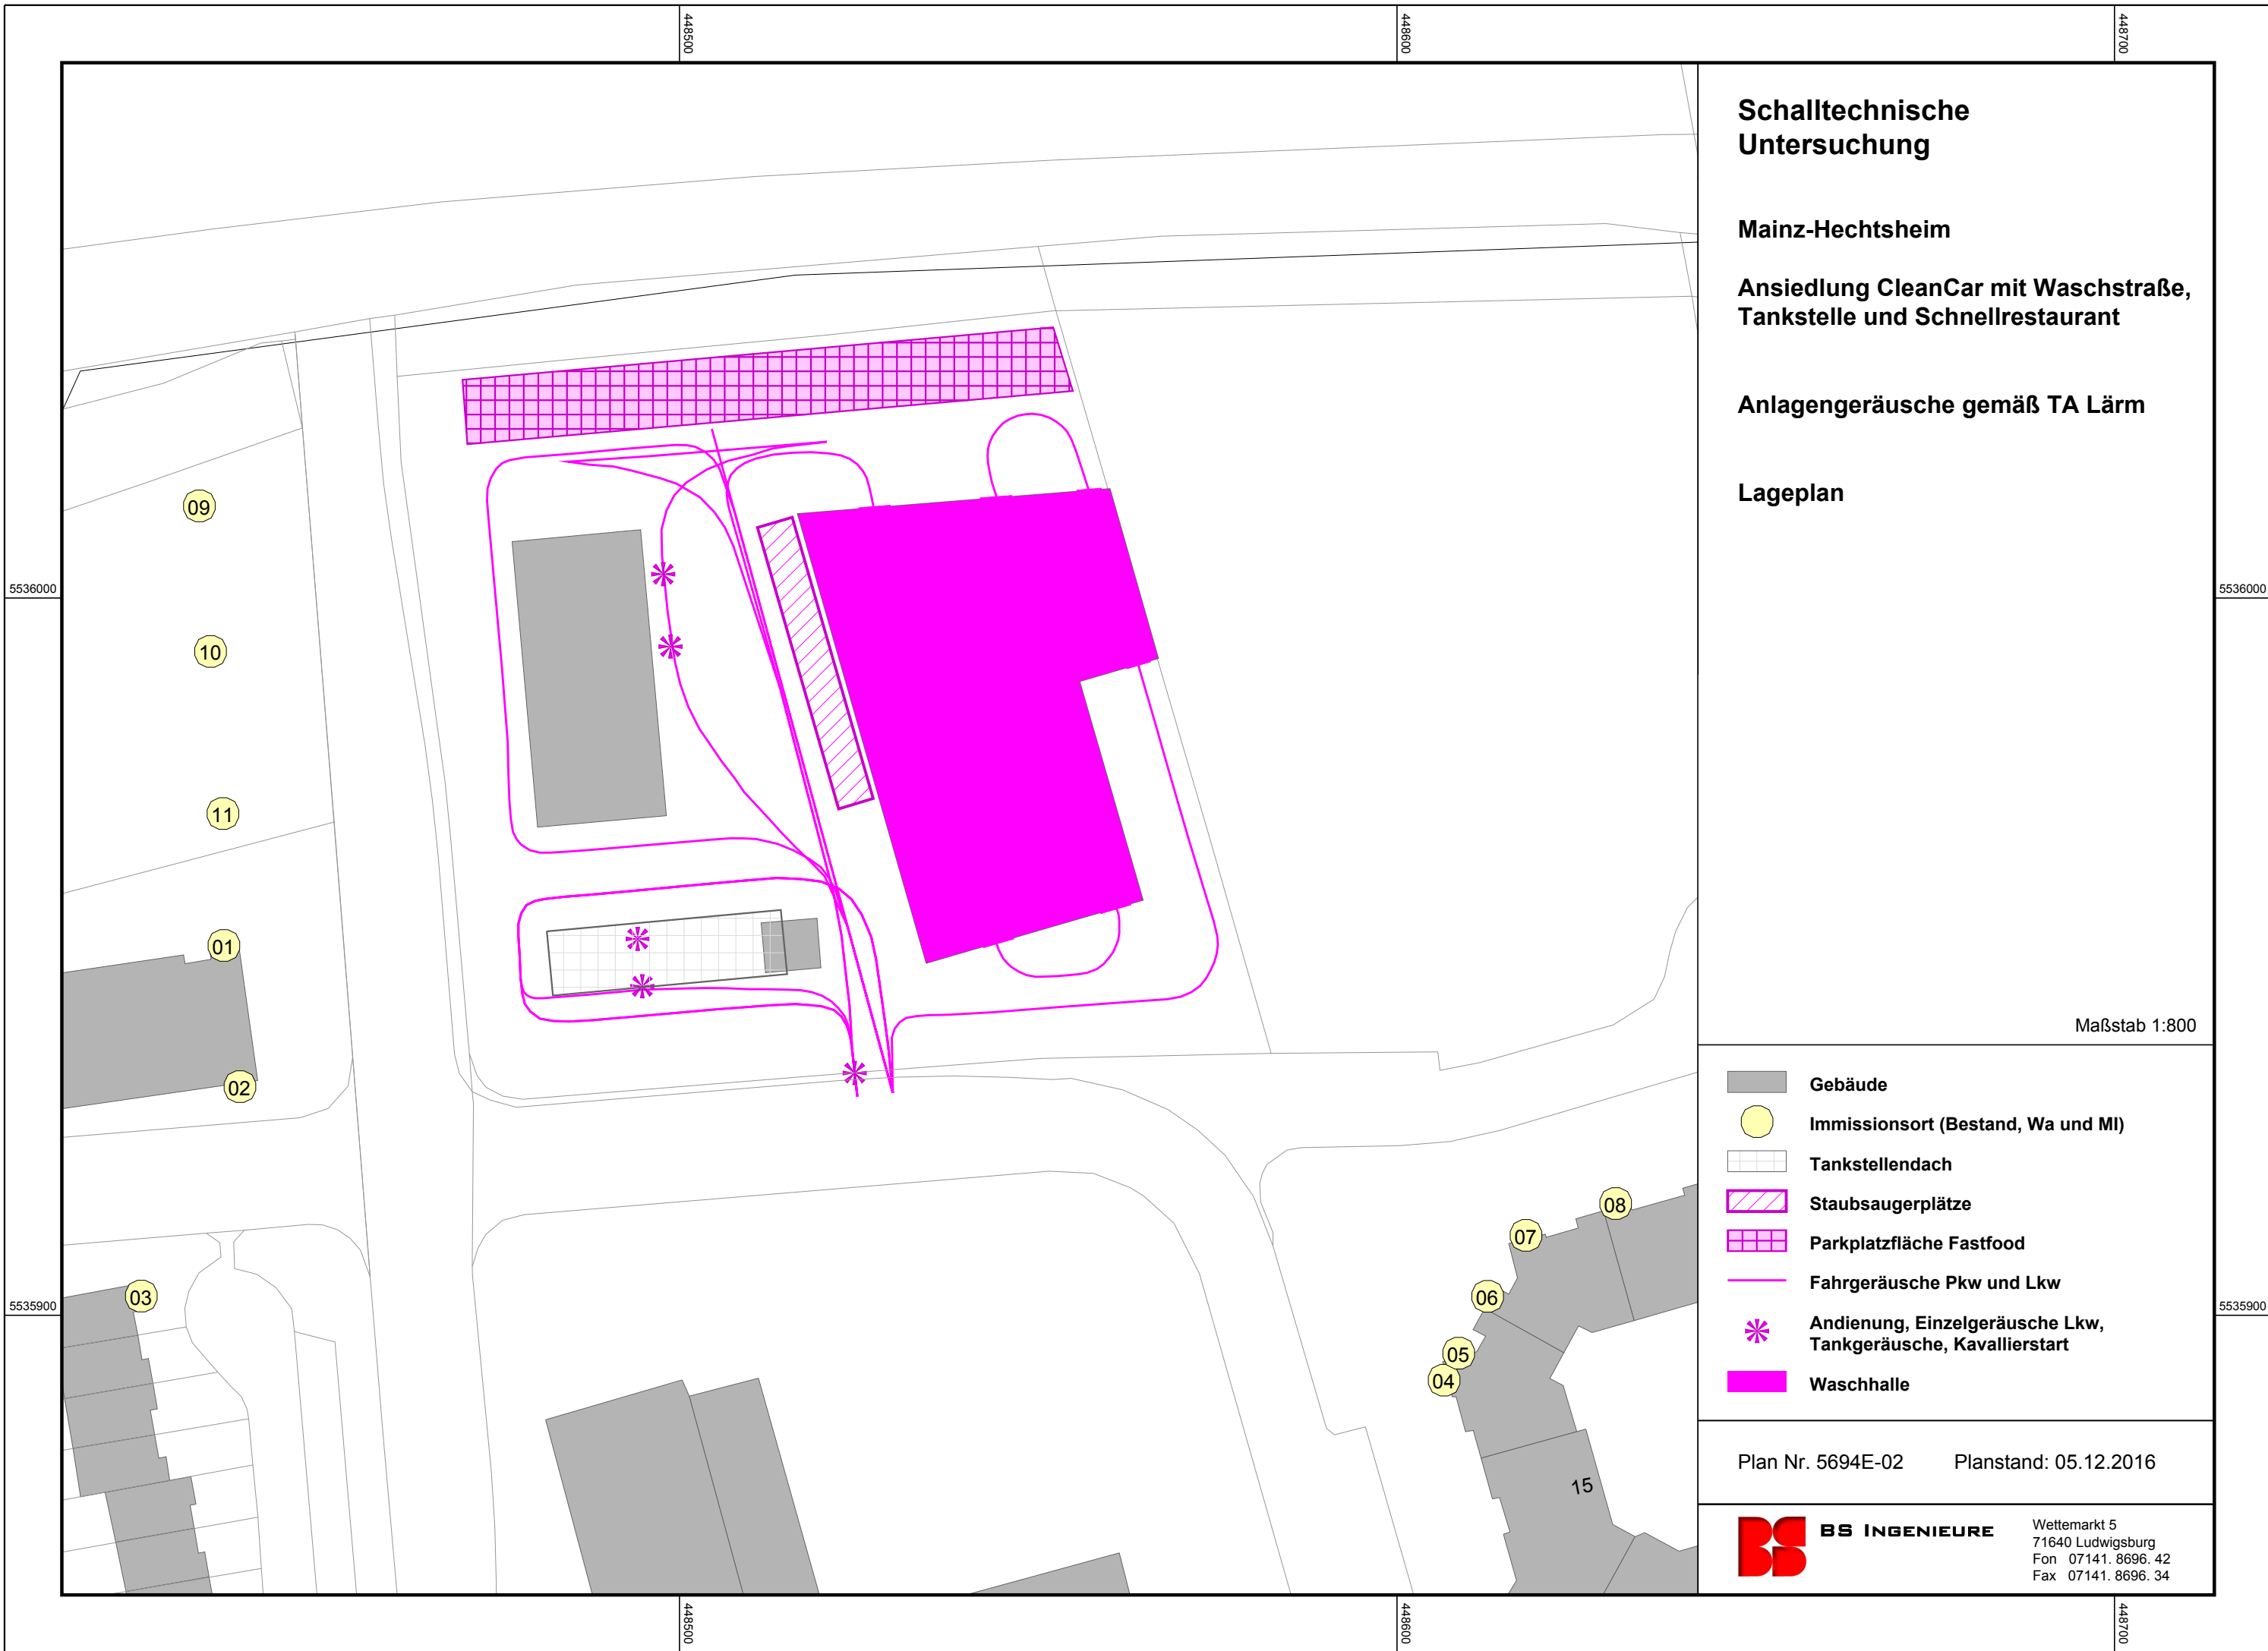 448500
448600
448700
Schalltechnische
Untersuchung
Mainz-Hechtsheim
Ansiedlung CleanCar mit Waschstraße,
Tankstelle und Schnellrestaurant
Anlagengeräusche gemäß TA Lärm
Lageplan
09
5536000
5536000
10
11
01
02
Maßstab 1:800
Gebäude
Immissionsort (Bestand, Wa und MI)
Tankstellendach
Staubsaugerplätze
Parkplatzfläche Fastfood
Fahrgeräusche Pkw und Lkw
Andienung, Einzelgeräusche Lkw,
Tankgeräusche, Kavallierstart
Waschhalle
08
07
06
03
5535900
5535900
05
04
15
Plan Nr. 5694E-02 Planstand: 05.12.2016
BS
BS INGENIEURE
Wettemarkt 5
71640 Ludwigsburg
Fon 07141. 8696. 42
Fax 07141. 8696. 34
448500
448600
448700